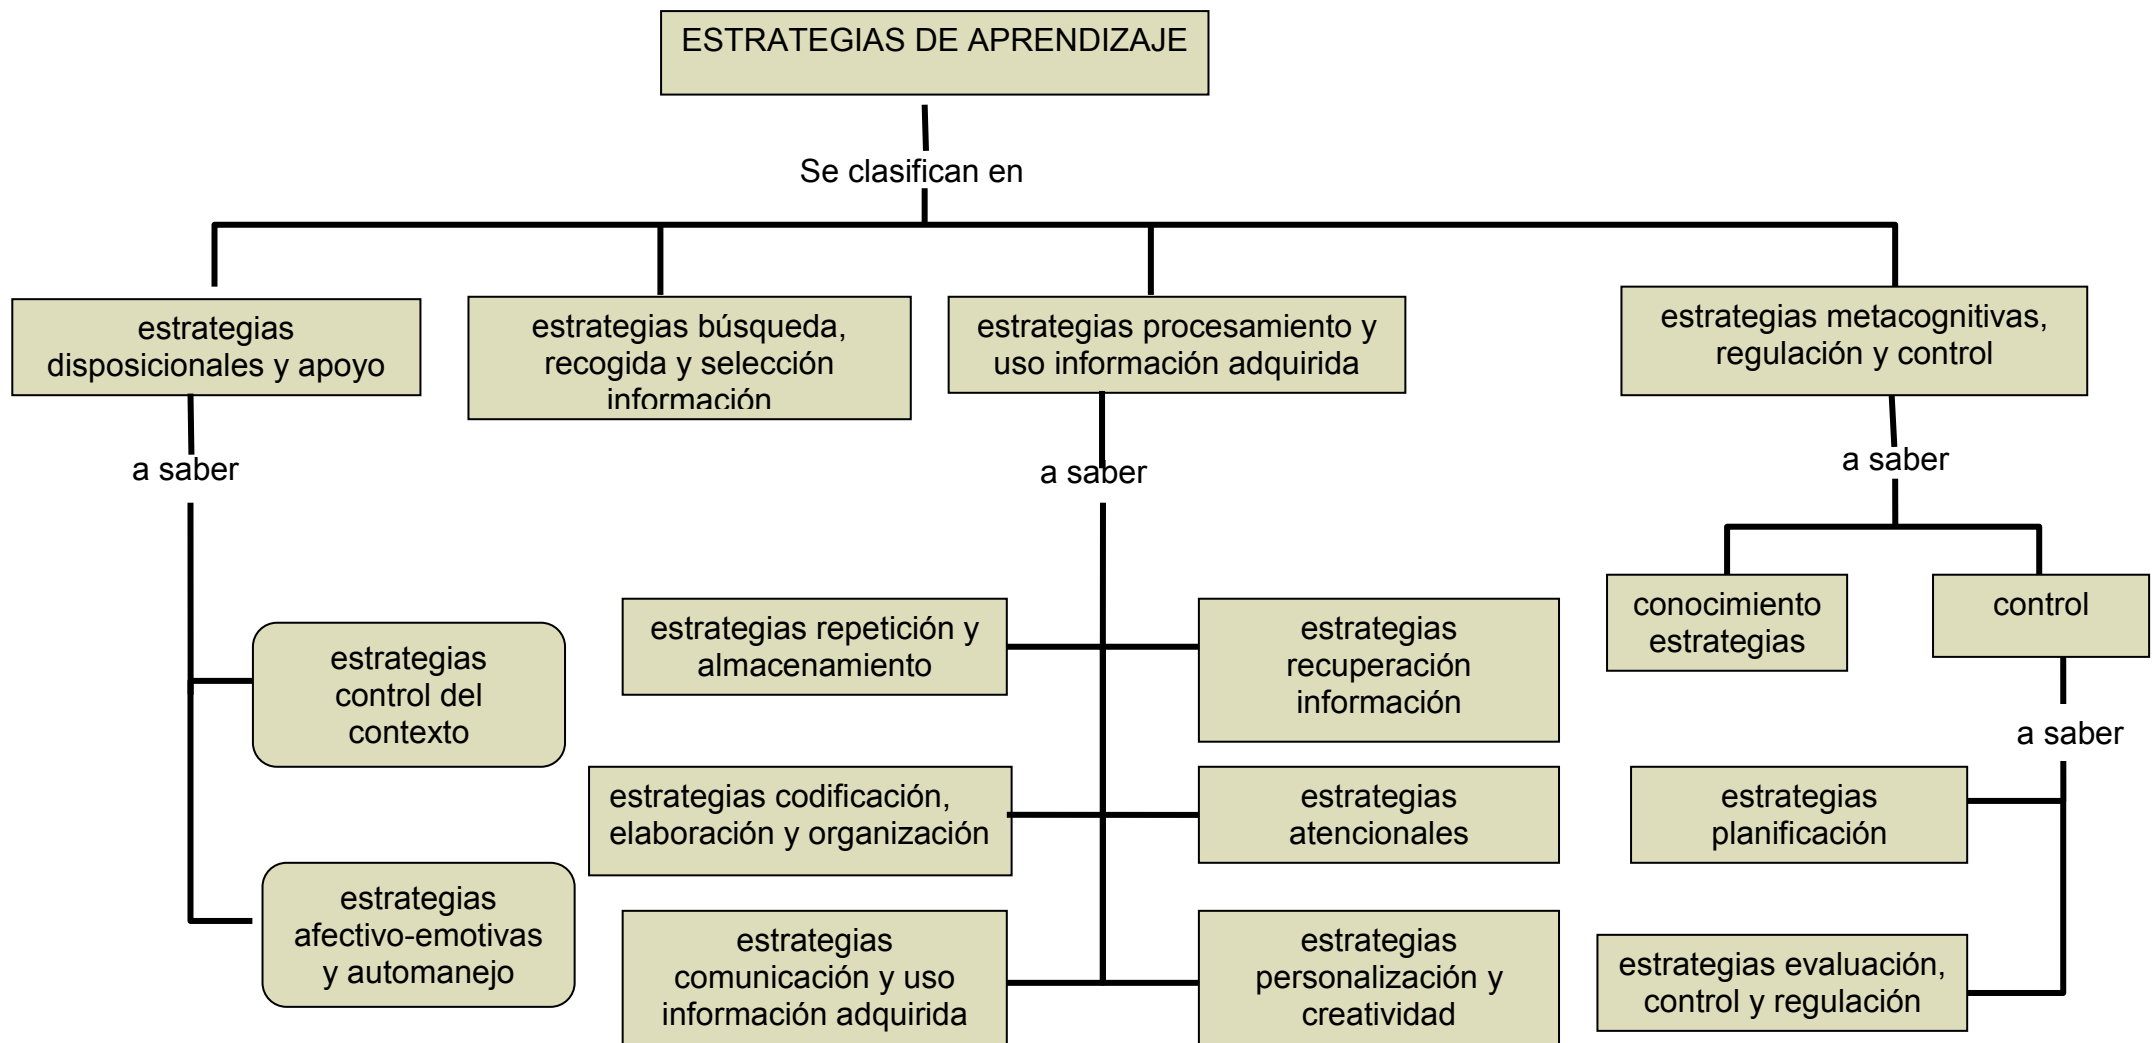 ESTRATEGIAS DE APRENDIZAJE
Se clasifican en
estrategias
disposicionales y apoyo
estrategias búsqueda,
recogida y selección
información
estrategias procesamiento y
uso información adquirida
estrategias metacognitivas,
regulación y control
a saber
a saber
a saber
estrategias
control del
contexto
estrategias
afectivo-emotivas
y automanejo
estrategias repetición y
almacenamiento
estrategias
recuperación
información
estrategias codificación,
elaboración y organización
estrategias
atencionales
estrategias
comunicación y uso
información adquirida
estrategias
personalización y
creatividad
conocimiento
estrategias
control
a saber
estrategias
planificación
estrategias evaluación,
control y regulación